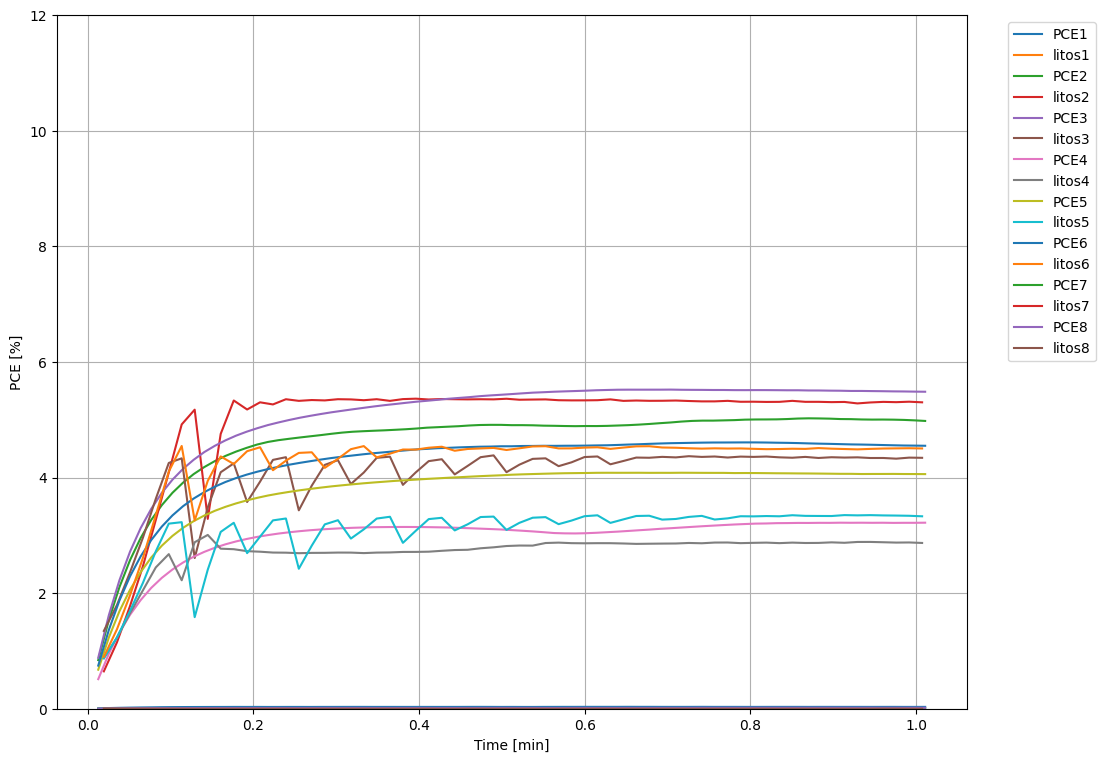 12
10
8
6
4
2
0
PCE [%]
0.0 0.2 0.4 0.6 0.8 1.0
Time [min]
PCE1
litos1
PCE2
litos2
PCE3
litos3
PCE4
litos4
PCE5
litos5
PCE6
litos6
PCE7
litos7
PCE8
litos8